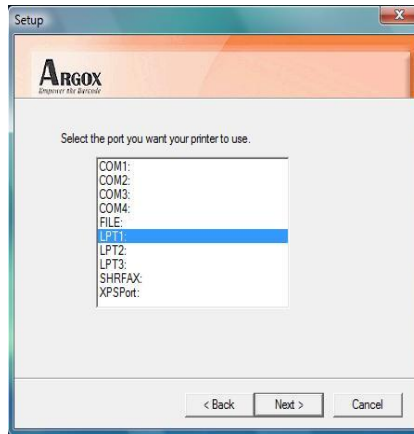 Setup
ARGOX
Empower the Barcode
Select the port you want your printer to use.
COM1:
COM2:
COM3:
COM4:
FILE:
LPT1:
LPT2:
LPT3:
SHRFAX:
XPSPort:
< Back
Next >
Cancel